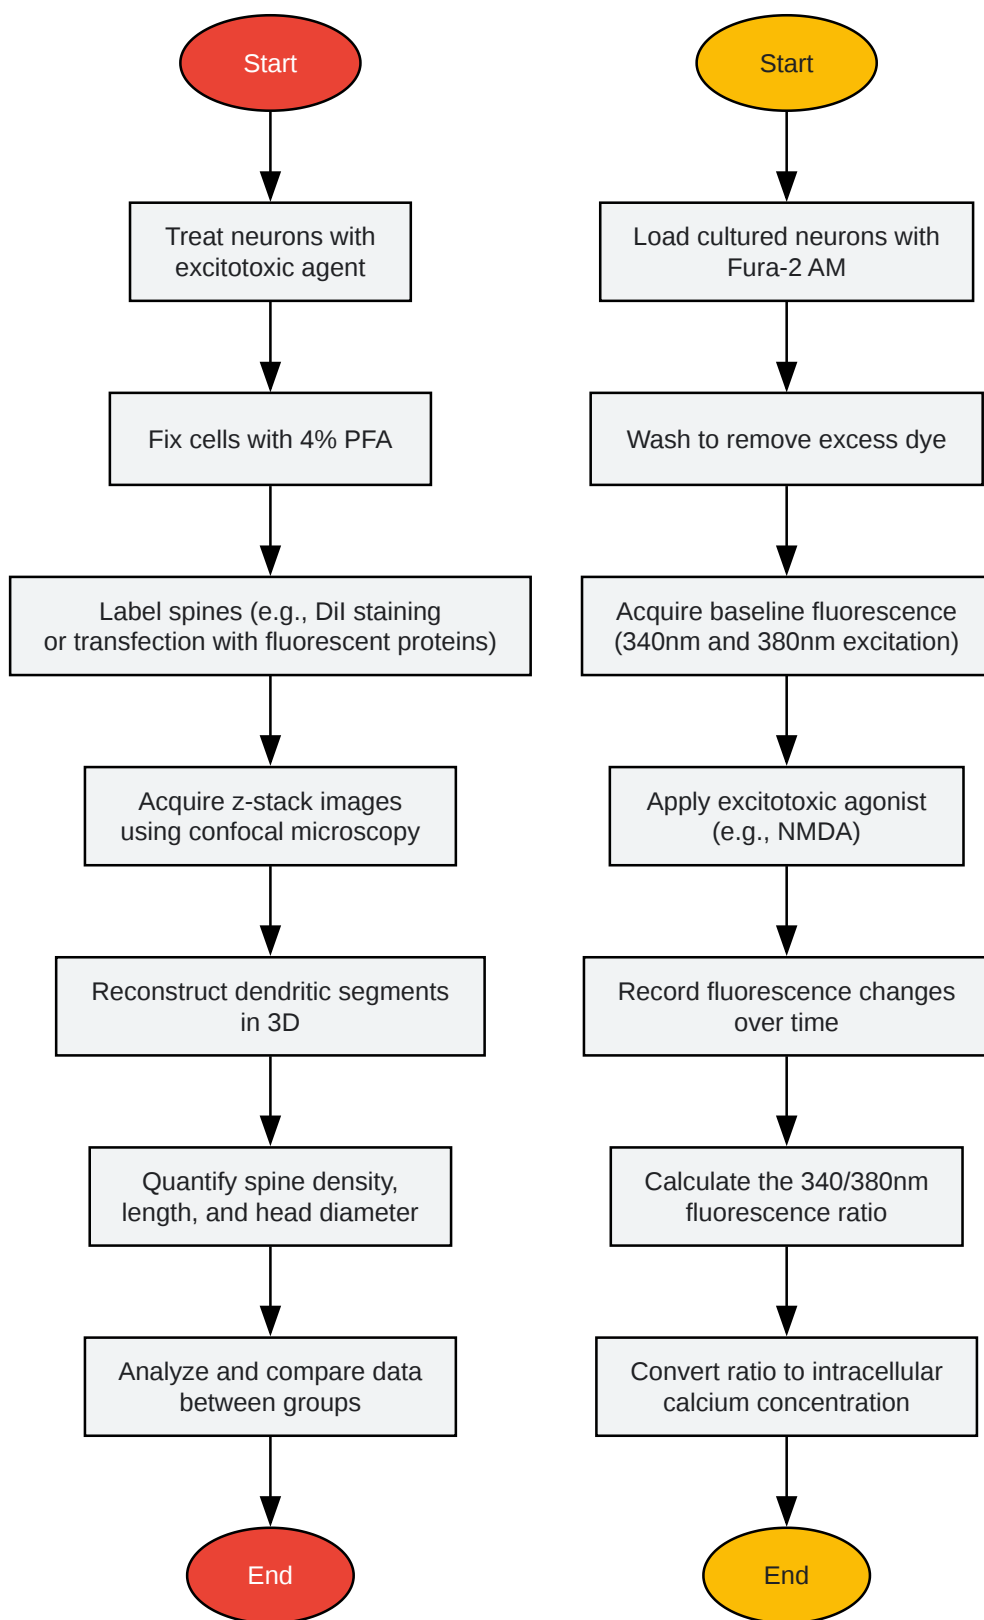 Start
Treat neurons with
excitotoxic agent
Fix cells with 4% PFA
Label spines (e.g., DiI staining
or transfection with fluorescent proteins)
Acquire z-stack images
using confocal microscopy
Reconstruct dendritic segments
in 3D
Quantify spine density,
length, and head diameter
Analyze and compare data
between groups
End
Start
Load cultured neurons with
Fura-2 AM
Wash to remove excess dye
Acquire baseline fluorescence
(340nm and 380nm excitation)
Apply excitotoxic agonist
(e.g., NMDA)
Record fluorescence changes
over time
Calculate the 340/380nm
fluorescence ratio
Convert ratio to intracellular
calcium concentration
End